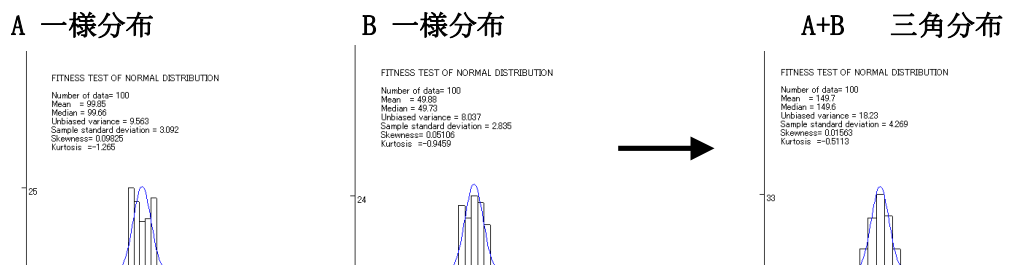 A 一様分布
FITNESS TEST OF NORMAL DISTRIBUTION
Number of data= 100
Mean = 99.85
Median = 99.66
Unbiased variance = 9.563
Sample standard deviation = 3.092
Skewness= 0.09825
Kurtosis =-1.265
25
B 一様分布
FITNESS TEST OF NORMAL DISTRIBUTION
Number of data= 100
Mean = 49.88
Median = 49.73
Unbiased variance = 8.037
Sample standard deviation = 2.835
Skewness= 0.05106
Kurtosis =-0.9459
24
A+B 三角分布
FITNESS TEST OF NORMAL DISTRIBUTION
Number of data= 100
Mean = 149.7
Median = 149.6
Unbiased variance = 18.23
Sample standard deviation = 4.269
Skewness= 0.01563
Kurtosis =-0.5113
33